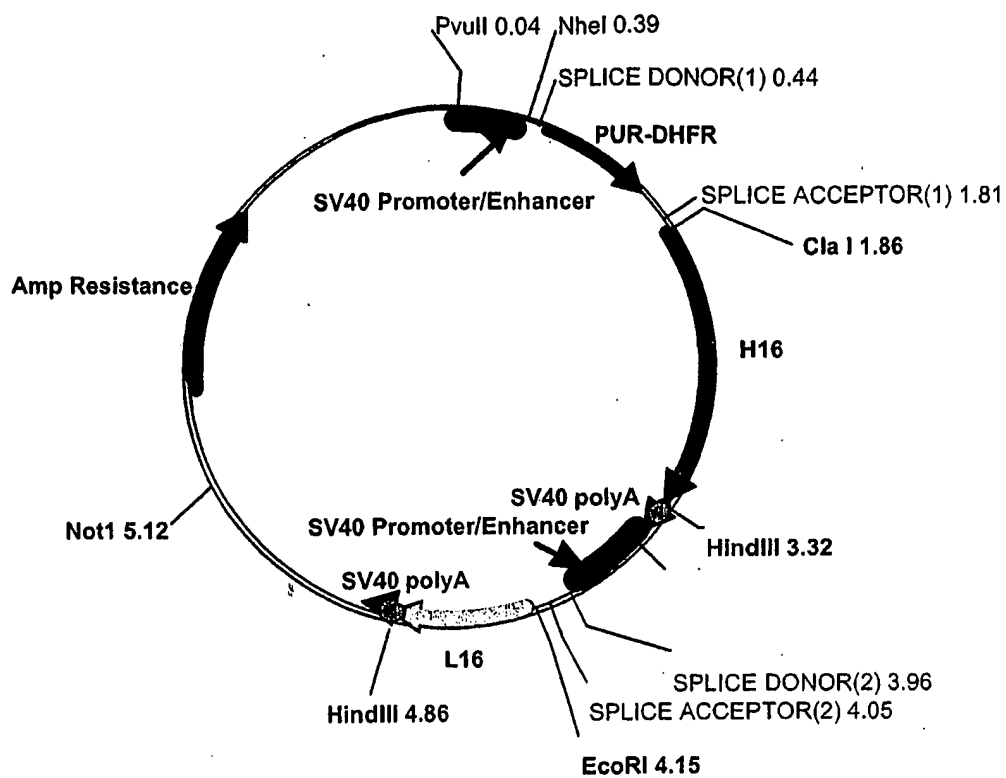 PvuII 0.04
NheI 0.39
SPLICE DONOR(1) 0.44
PUR-DHFR
SV40 Promoter/Enhancer
SPLICE ACCEPTOR(1) 1.81
Cla I 1.86
Amp Resistance
H16
SV40 polyA
SV40 Promoter/Enhancer
Not1 5.12
HindIII 3.32
SV40 polyA
L16
SPLICE DONOR(2) 3.96
HindIII 4.86
SPLICE ACCEPTOR(2) 4.05
EcoRI 4.15